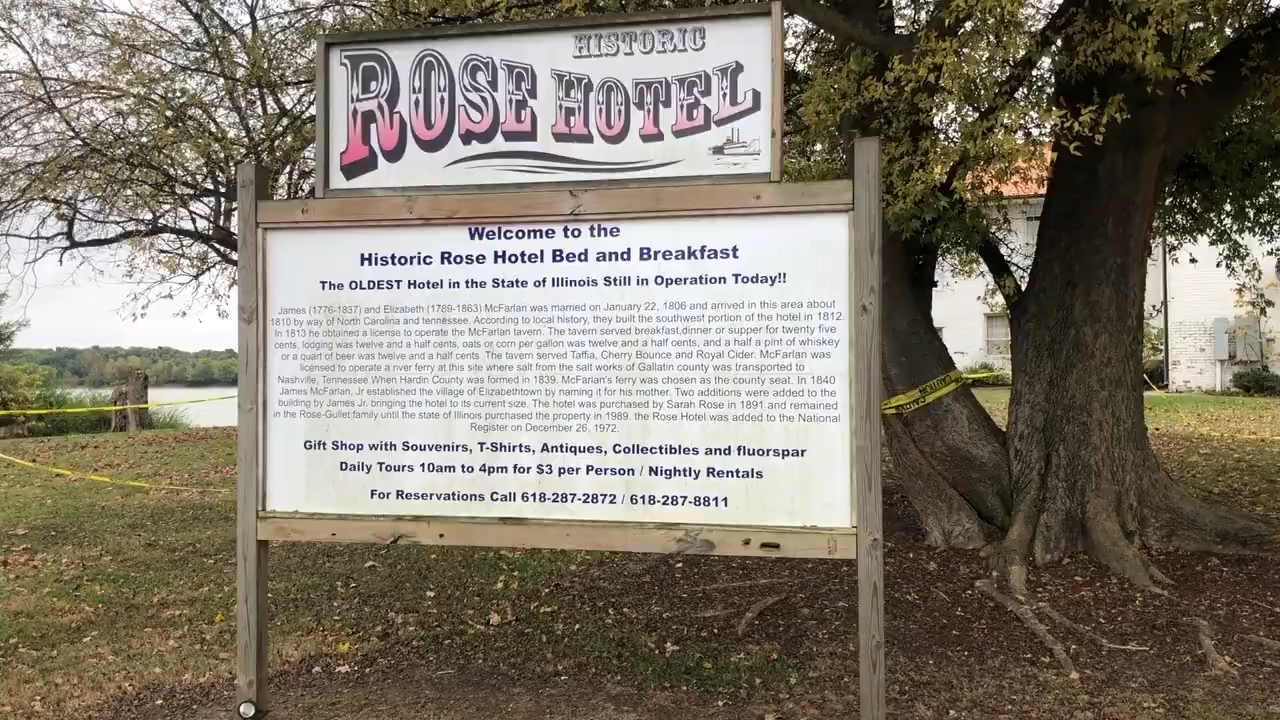 HISTORIC
ROSE HOTEL
Welcome to the
Historic Rose Hotel Bed and Breakfast
The OLDEST Hotel in the State of Illinois Still in Operation Today!!
James (1776-1837) and Elizabeth (1789-1863) McFarlan was married on January 22, 1806 and arrived in this area about
1810 by way of North Carolina and tennessee. According to local history, they built the southwest portion of the hotel in 1812.
In 1813 he obtained a license to operate the McFarlan tavern. The tavern served breakfast,dinner or supper for twenty five
cents, lodging was twelve and a half cents, oats or corn per gallon was twelve and a half cents, and a half a pint of whiskey
or a quart of beer was twelve and a half cents. The tavern served Taffia, Cherry Bounce and Royal Cider. McFarlan was
licensed to operate a river ferry at this site where salt from the salt works of Gallatin county was transported to
Nashville, Tennessee When Hardin County was formed in 1839. McFarlan's ferry was chosen as the county seat. In 1840
James McFarlan, Jr established the village of Elizabethtown by naming it for his mother. Two additions were added to the
building by James Jr. bringing the hotel to its current size. The hotel was purchased by Sarah Rose in 1891 and remained
in the Rose-Gullet family until the state of Illinois purchased the property in 1989. the Rose Hotel was added to the National
Register on December 26, 1972.
Gift Shop with Souvenirs, T-Shirts, Antiques, Collectibles and fluorspar
Daily Tours 10am to 4pm for $3 per Person / Nightly Rentals
For Reservations Call 618-287-2872 / 618-287-8811
CAUTION